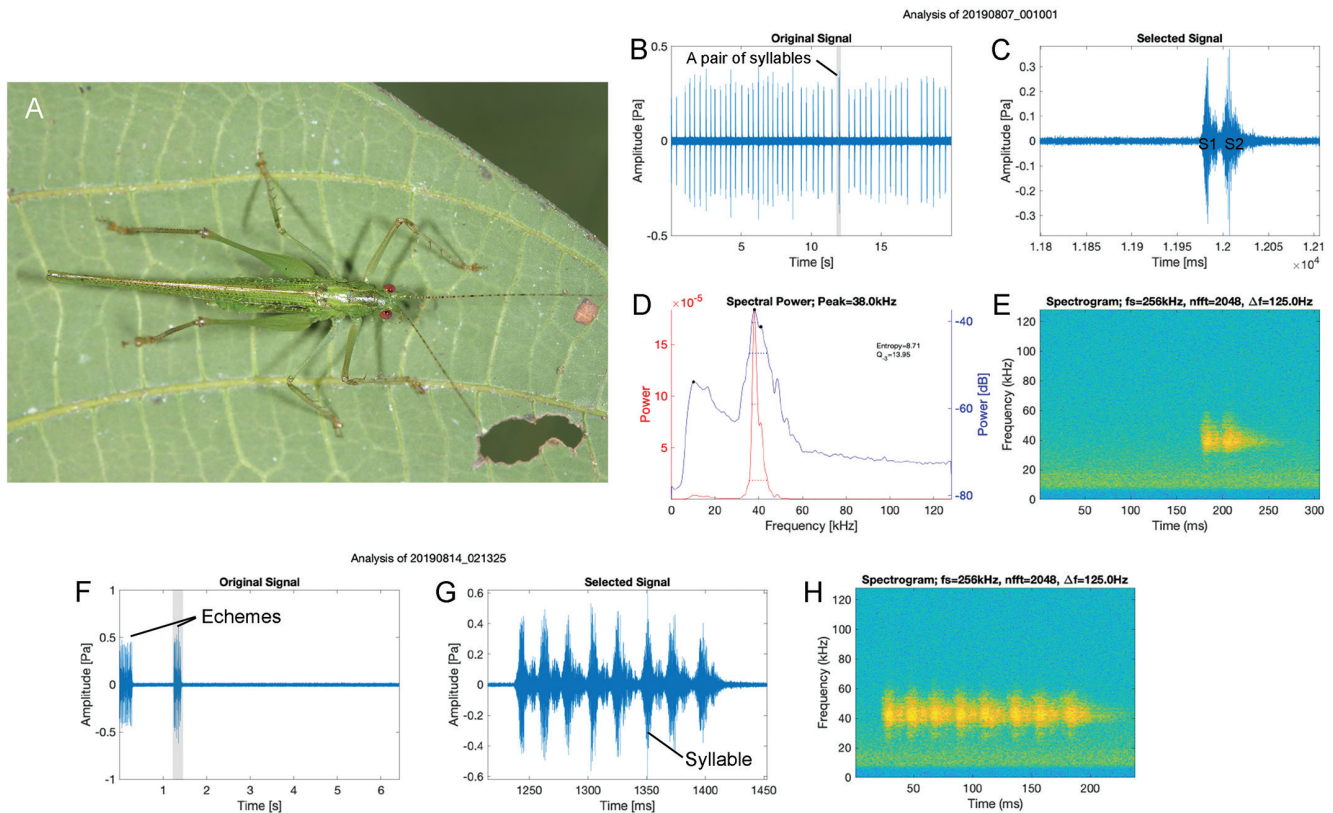 Analysis of 20190807_001001
A
B
Original Signal
A pair of syllables
Amplitude [Pa]
0.5
0
-0.5
5
10
15
Time [s]
C
Selected Signal
Amplitude [Pa]
0.3
0.2
0.1
0
-0.1
-0.2
-0.3
S1 S2
1.18 1.185 1.19 1.195 1.2 1.205 1.21
Time [ms]
×10⁴
D
×10⁻⁵
Spectral Power; Peak=38.0kHz
Entropy=8.71
Q₋₃=13.95
Power
15
10
5
Power [dB]
-40
-60
-80
0 20 40 60 80 100 120
Frequency [kHz]
E
Spectrogram; fs=256kHz, nfft=2048, Δf=125.0Hz
Frequency (kHz)
120
100
80
60
40
20
0
50 100 150 200 250 300
Time (ms)
Analysis of 20190814_021325
F
Original Signal
Echemes
Amplitude [Pa]
1
0.5
0
-0.5
-1
1 2 3 4 5 6
Time [s]
G
Selected Signal
Amplitude [Pa]
0.6
0.4
0.2
0
-0.2
-0.4
-0.6
Syllable
1250 1300 1350 1400 1450
Time [ms]
H
Spectrogram; fs=256kHz, nfft=2048, Δf=125.0Hz
Frequency (kHz)
120
100
80
60
40
20
0
50 100 150 200
Time (ms)